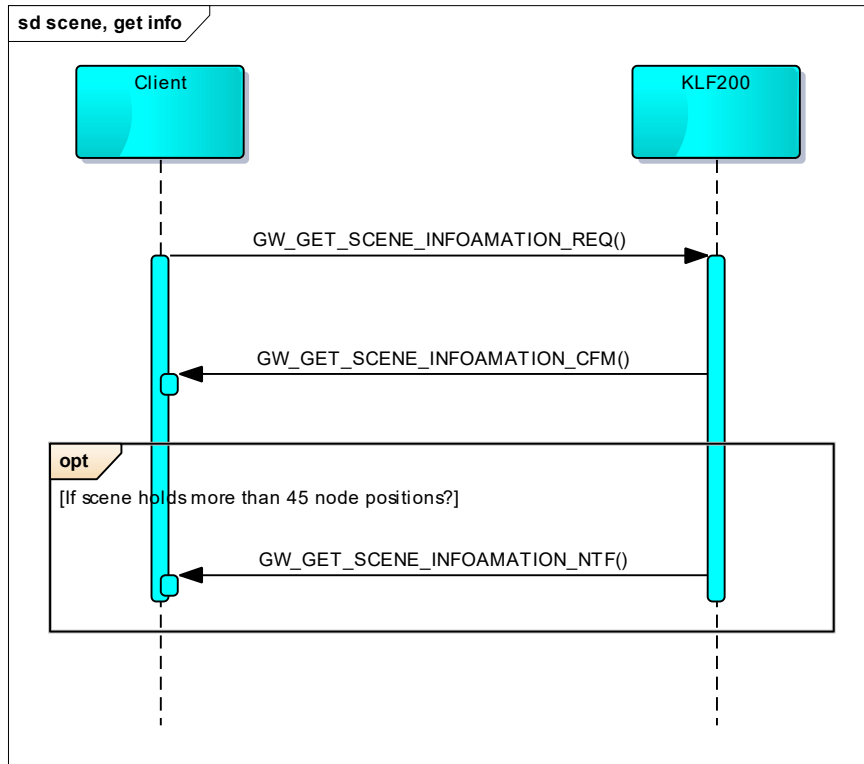 sd scene, get info
Client
KLF200
GW_GET_SCENE_INFOAMATION_REQ()
GW_GET_SCENE_INFOAMATION_CFM()
opt
[If scene holds more than 45 node positions?]
GW_GET_SCENE_INFOAMATION_NTF()